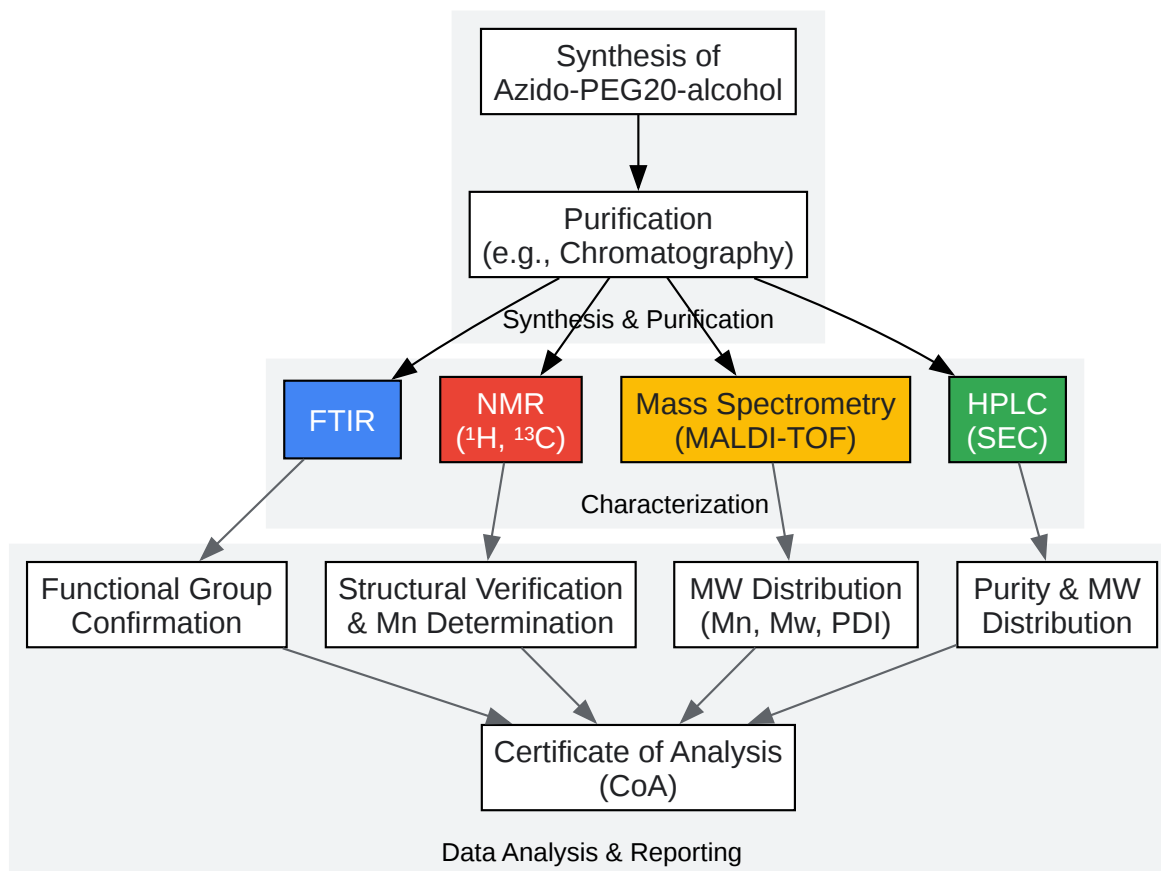 Synthesis of
Azido-PEG20-alcohol
Purification
(e.g., Chromatography)
Synthesis & Purification
FTIR
NMR
(¹H, ¹³C)
Mass Spectrometry
(MALDI-TOF)
HPLC
(SEC)
Characterization
Functional Group
Confirmation
Structural Verification
& Mn Determination
MW Distribution
(Mn, Mw, PDI)
Purity & MW
Distribution
Certificate of Analysis
(CoA)
Data Analysis & Reporting